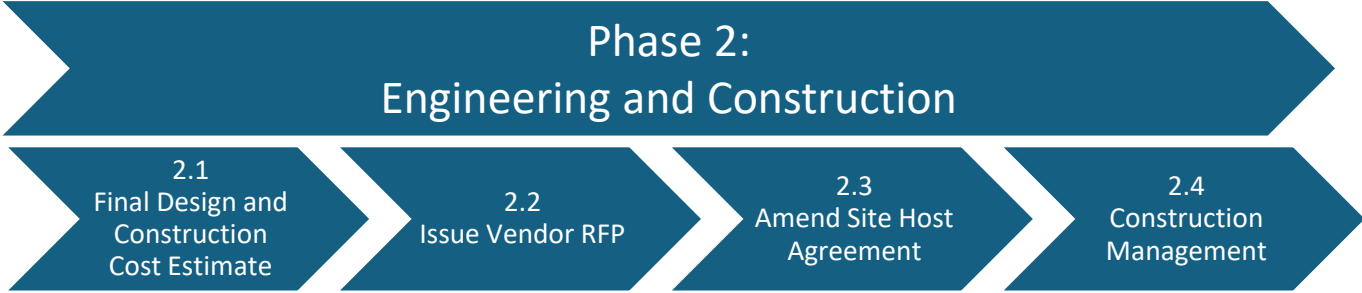 Phase 2:
Engineering and Construction
2.1
Final Design and
Construction
Cost Estimate
2.2
Issue Vendor RFP
2.3
Amend Site Host
Agreement
2.4
Construction
Management